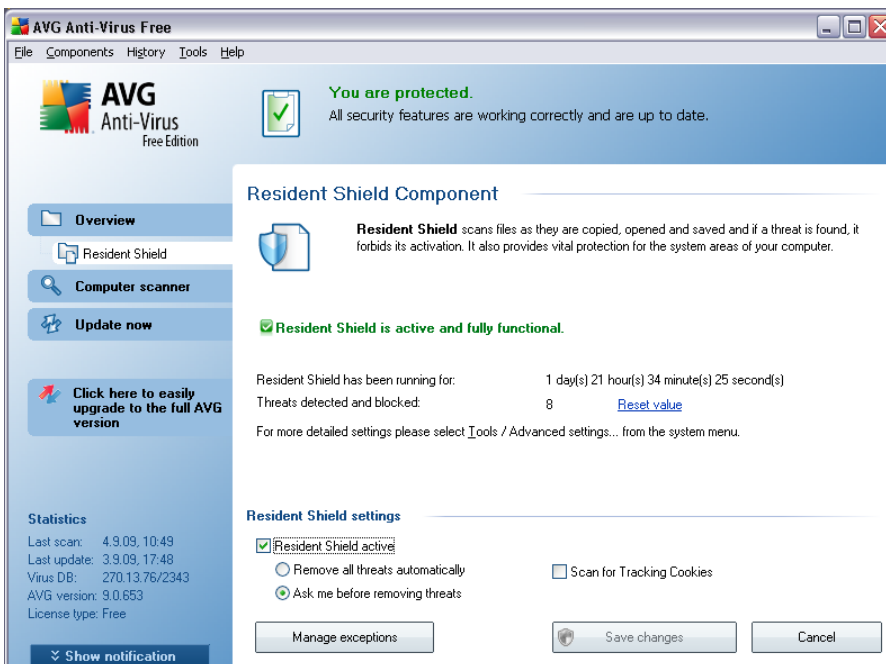 AVG Anti-Virus Free
File Components History Tools Help
AVG
Anti-Virus
Free Edition
You are protected.
All security features are working correctly and are up to date.
Overview
Resident Shield
Computer scanner
Update now
Click here to easily
upgrade to the full AVG
version
Statistics
Last scan: 4.9.09, 10:49
Last update: 3.9.09, 17:48
Virus DB: 270.13.76/2343
AVG version: 9.0.653
License type: Free
Show notification
Resident Shield Component
Resident Shield scans files as they are copied, opened and saved and if a threat is found, it
forbids its activation. It also provides vital protection for the system areas of your computer.
Resident Shield is active and fully functional.
Resident Shield has been running for: 1 day(s) 21 hour(s) 34 minute(s) 25 second(s)
Threats detected and blocked: 8 Reset value
For more detailed settings please select Tools / Advanced settings... from the system menu.
Resident Shield settings
Resident Shield active
Remove all threats automatically
Scan for Tracking Cookies
Ask me before removing threats
Manage exceptions Save changes Cancel